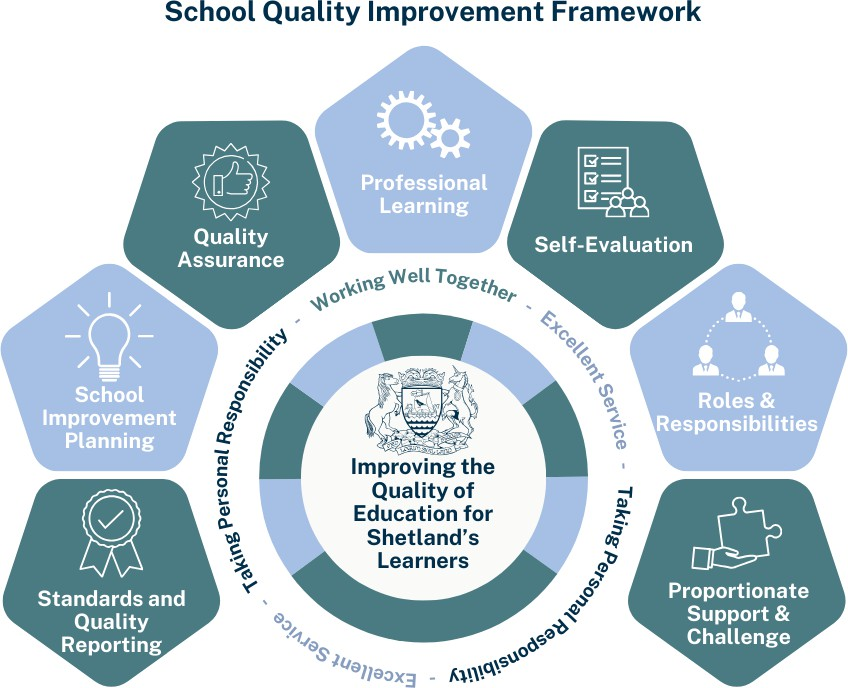 School Quality Improvement Framework
Professional
Learning
Quality
Assurance
Self-Evaluation
School
Improvement
Planning
Roles &
Responsibilities
Standards and
Quality
Reporting
Proportionate
Support &
Challenge
Working Well Together - Excellent Service - Taking Personal Responsibility - Excellent Service - Taking Personal Responsibility -
Improving the
Quality of
Education for
Shetland's
Learners